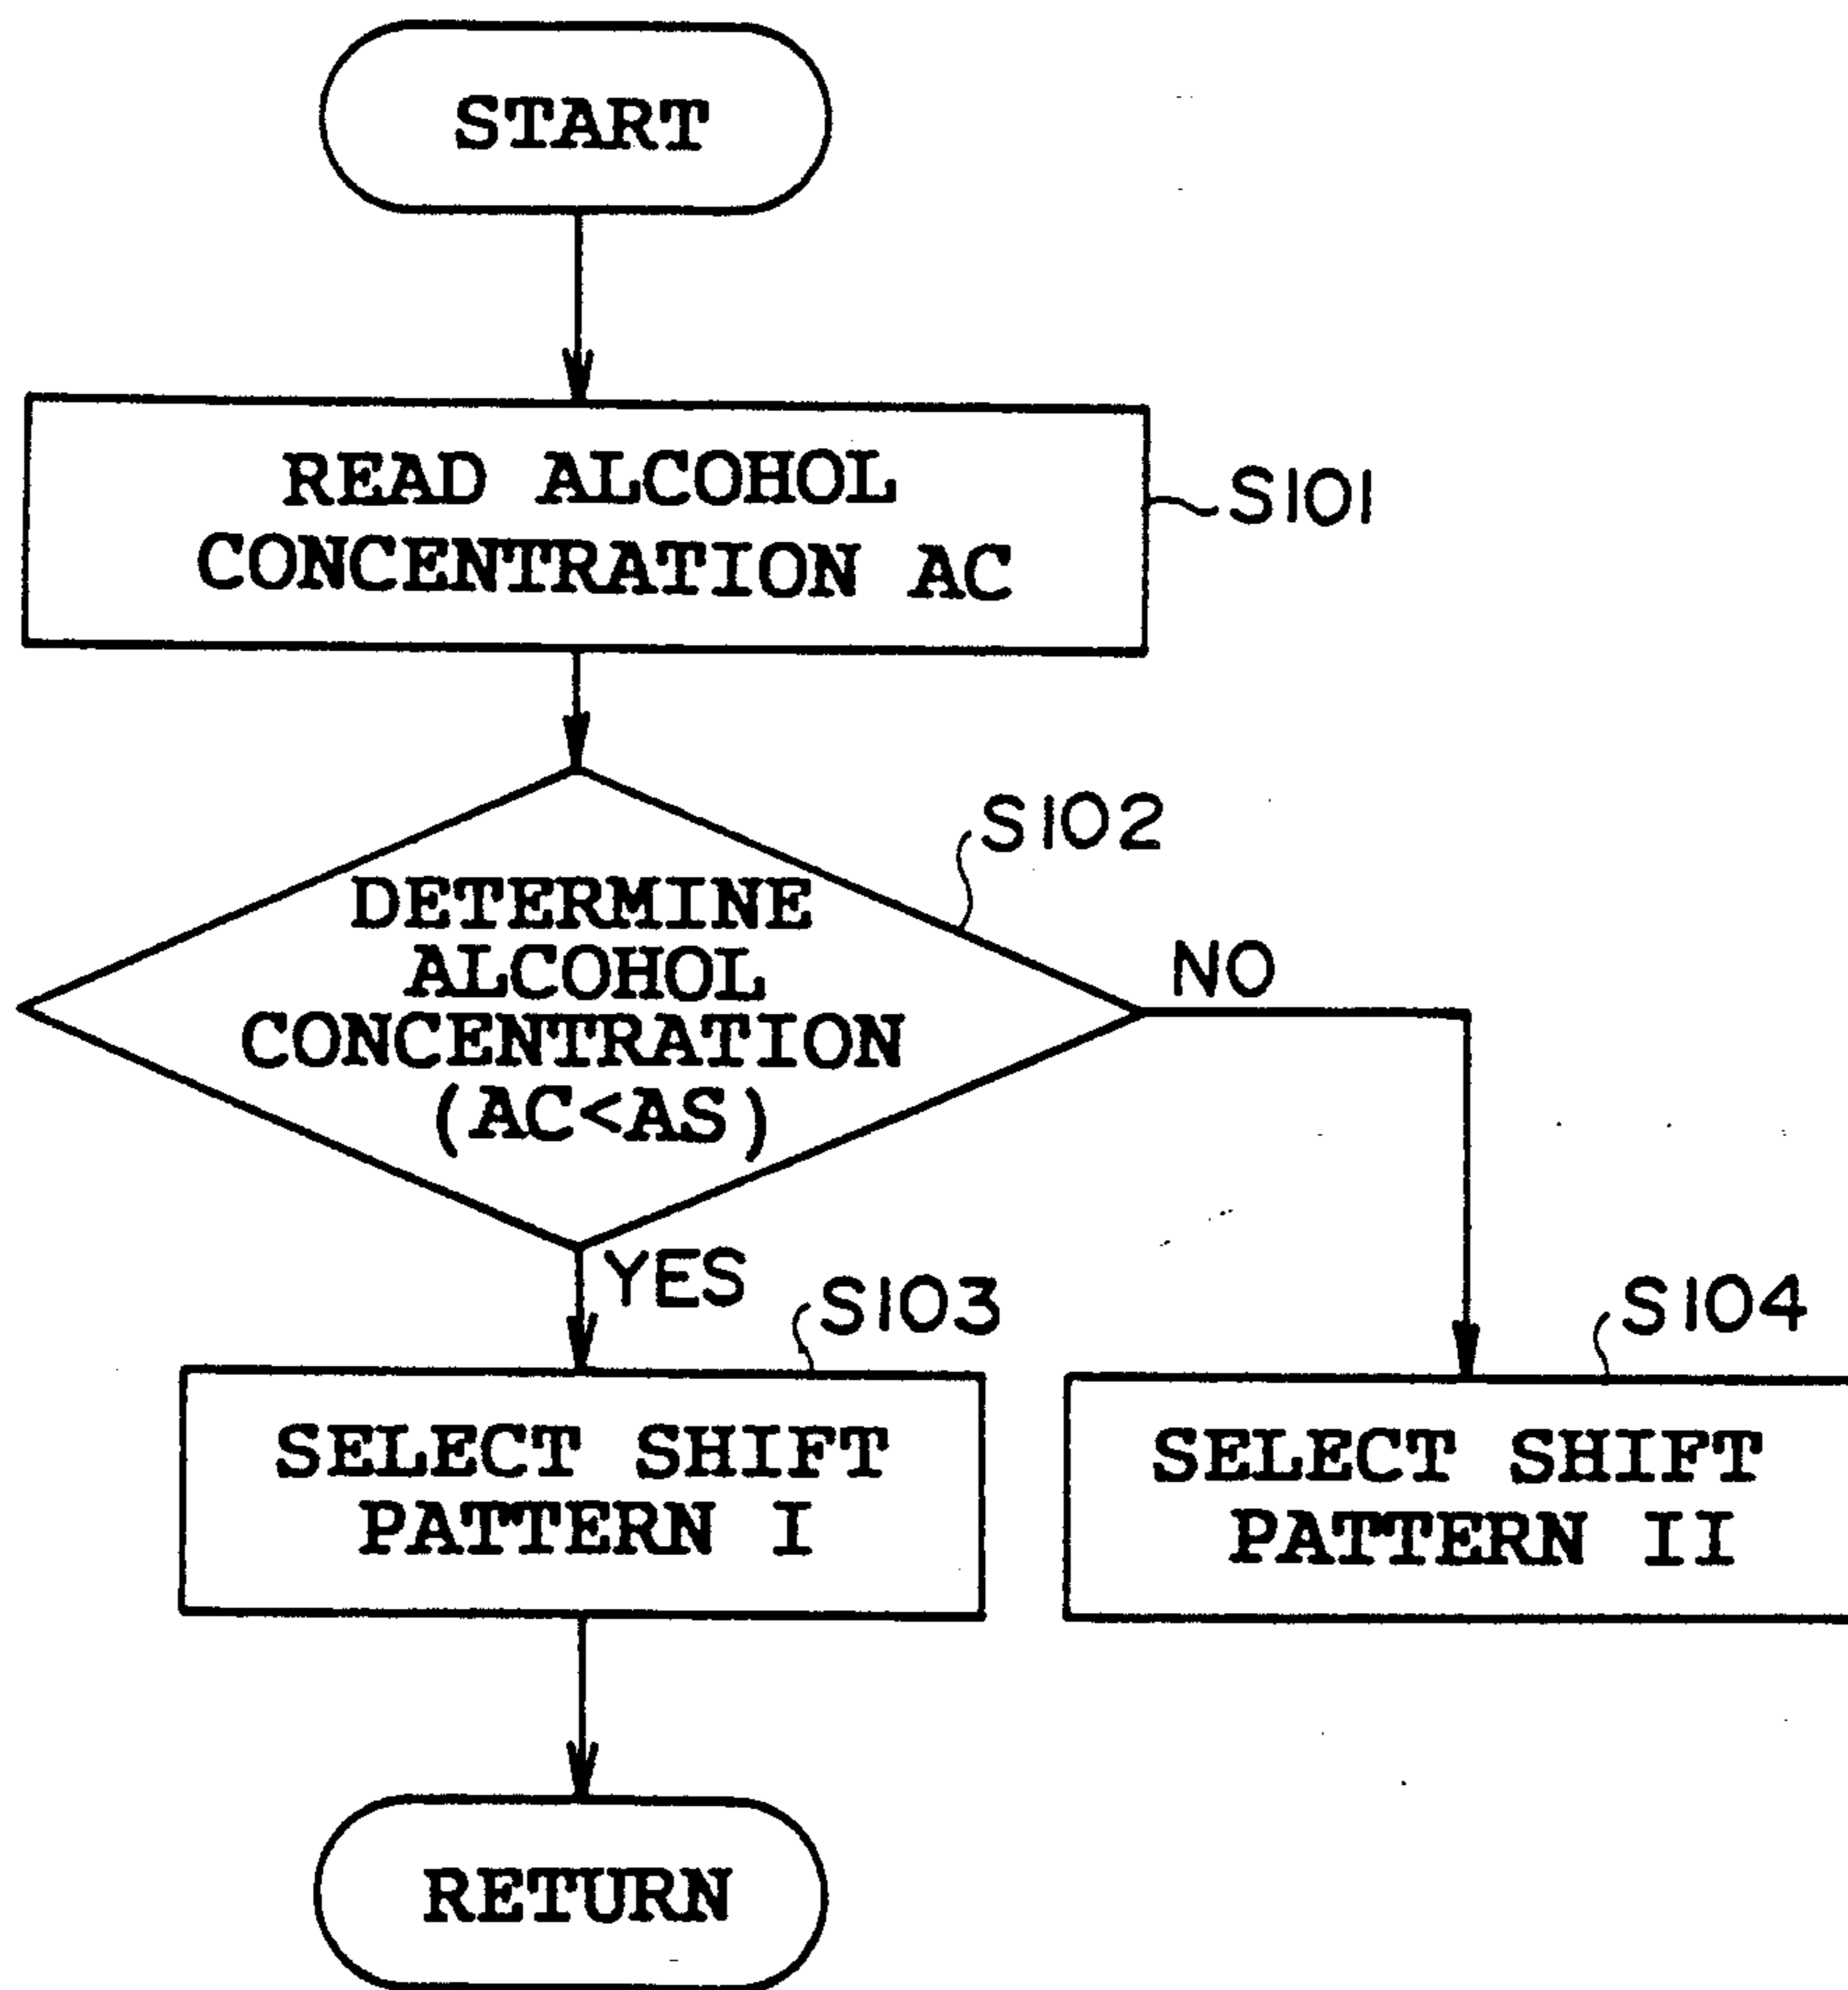 START
READ ALCOHOL
CONCENTRATION AC
S101
S102
DETERMINE
ALCOHOL
CONCENTRATION
(AC<AS)
NO
YES
S103
S104
SELECT SHIFT
PATTERN I
SELECT SHIFT
PATTERN II
RETURN